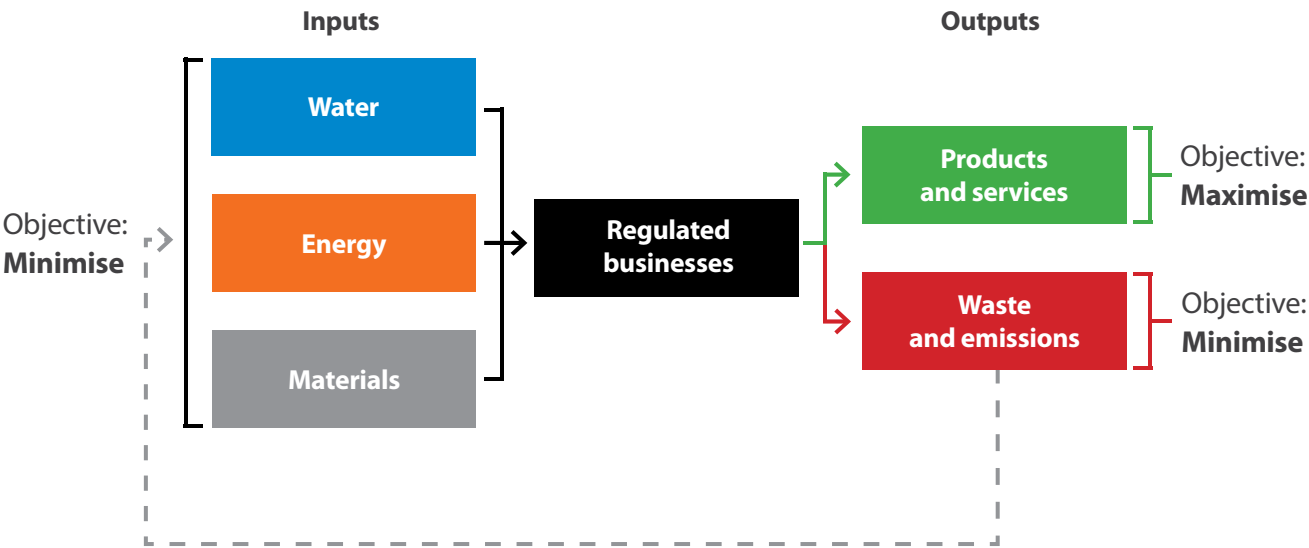 Inputs
Outputs
Objective:
Minimise
Water
Energy
Materials
Regulated
businesses
Products
and services
Objective:
Maximise
Waste
and emissions
Objective:
Minimise